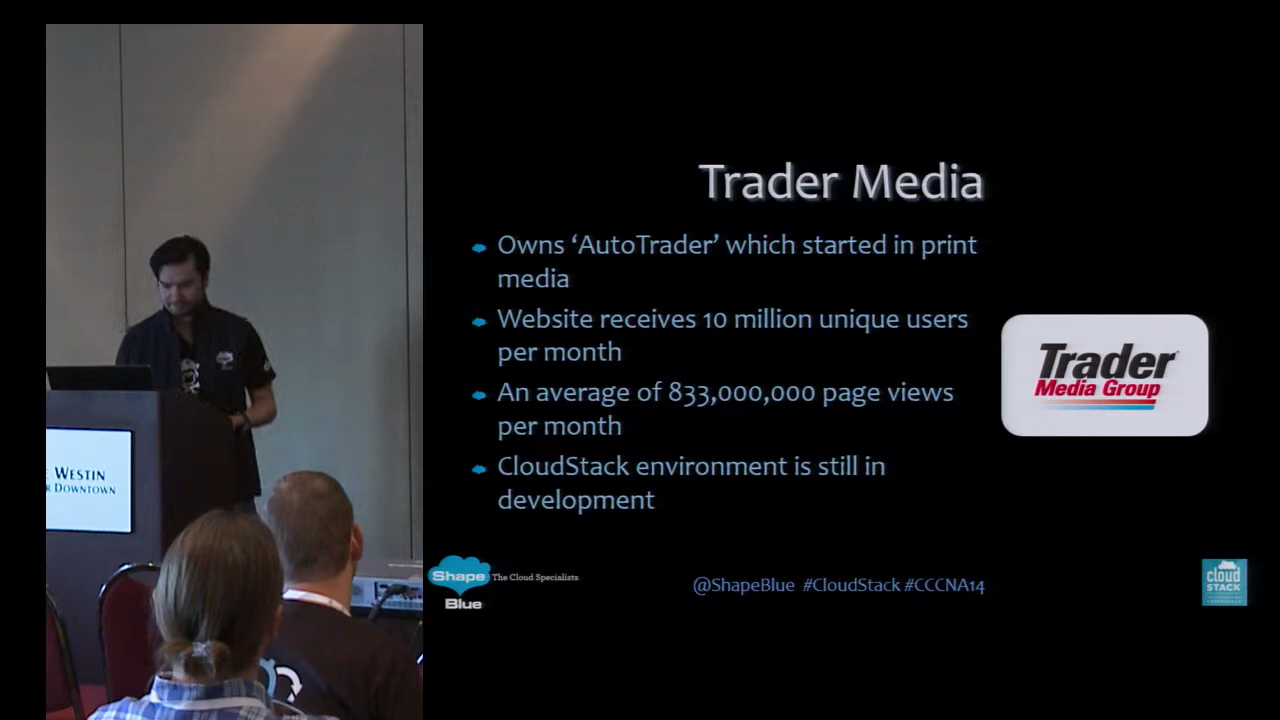 Trader Media
Owns ‘AutoTrader’ which started in print
media
Website receives 10 million unique users
per month
An average of 833,000,000 page views
per month
CloudStack environment is still in
development
Trader
Media Group
WESTIN
DOWNTOWN
Shape
Blue
The Cloud Specialists
@ShapeBlue #CloudStack #CCCNA14
cloud
STACK